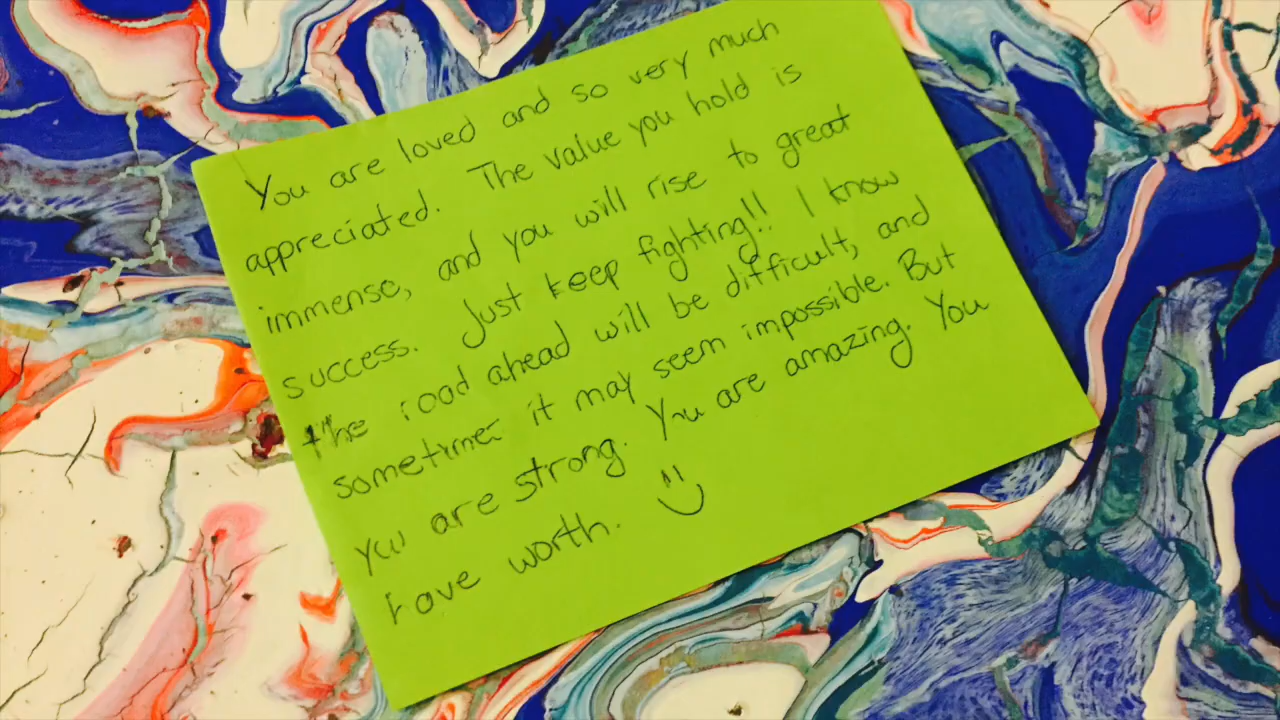 You are loved and so very much
appreciated. The value you hold is
immense, and you will rise to great
success. Just keep fighting!! I know
the road ahead will be difficult, and
sometimes it may seem impossible. But
you are strong. You are amazing. You
have worth.